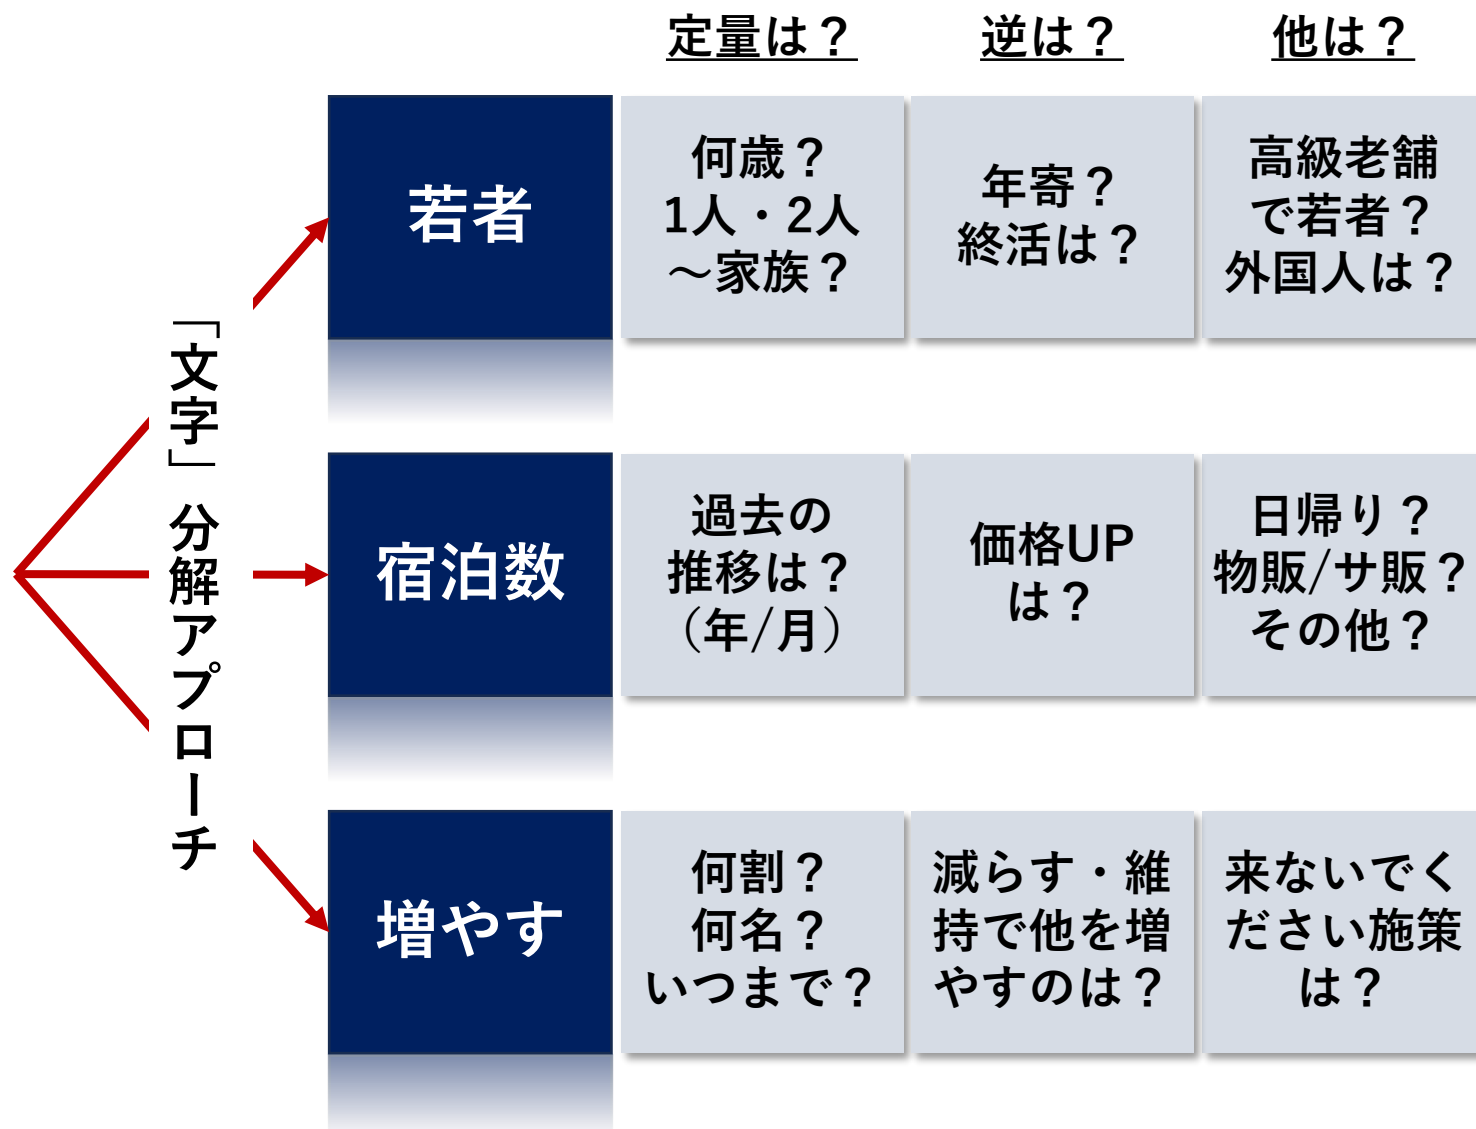 定量は？
逆は？
他は？
「文字」分解アプローチ
若者
何歳？
1人・2人
～家族？
年寄？
終活は？
高級老舗
で若者？
外国人は？
宿泊数
過去の
推移は？
（年/月）
価格UP
は？
日帰り？
物販/サ販？
その他？
増やす
何割？
何名？
いつまで？
減らす・維
持で他を増
やすのは？
来ないでく
ださい施策
は？